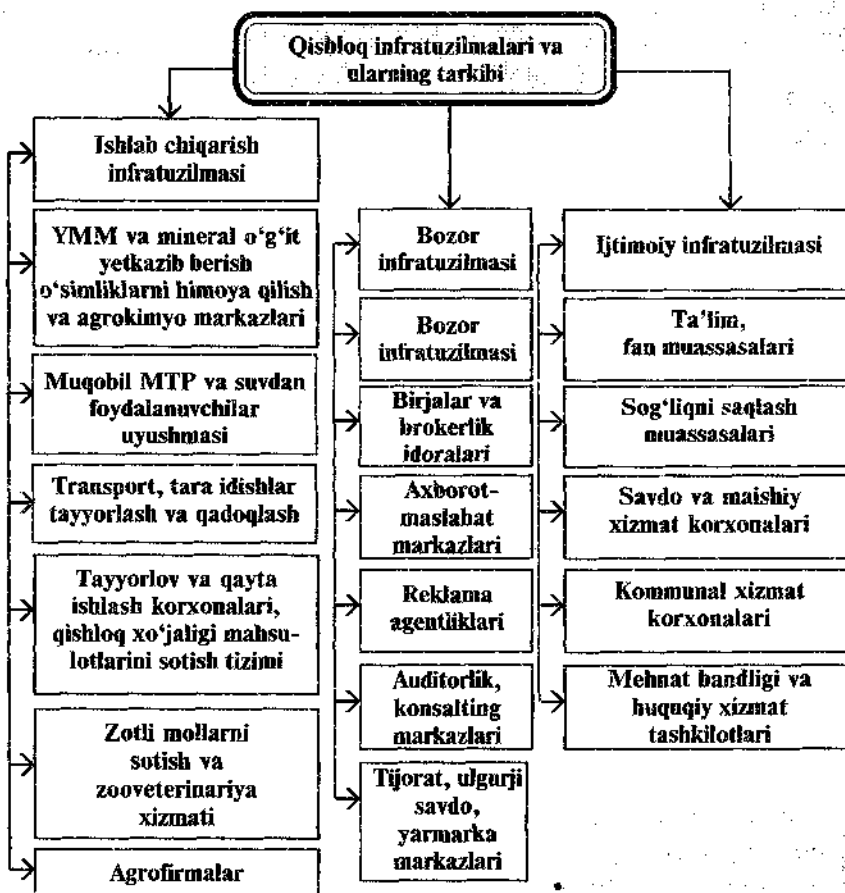 Qishloq infratuzilmalari va
ularning tarkibi
Ishlab chiqarish
infratuzilmasi
YMM va mineral o‘g‘it
yetkazib berish
o‘simliklarni himoya qilish
va agrokimyo markazlari
Muqobil MTP va suvdan
foydalanuvchilar
uyushmasi
Transport, tara idishlar
tayyorlash va qadoqlash
Tayyorlov va qayta
ishlash korxonalari,
qishloq xo‘jaligi mahsu-
lotlarini sotish tizimi
Zotli mollarni
sotish va
zooveterinariya
xizmati
Agrofirmalar
Bozor
infratuzilmasi
Bozor
infratuzilmasi
Birjalar va
brokerlik
idoralari
Axborot-
maslahat
markazlari
Reklama
agentliklari
Auditorlik,
konsalting
markazlari
Tijorat, ulgurji
savdo,
yarmarka
markazlari
Ijtimoiy infratuzilmasi
Ta’lim,
fan muassasalari
Sog‘liqni saqlash
muassasalari
Savdo va maishiy
xizmat korxonalari
Kommunal xizmat
korxonalari
Mehnat bandligi va
huquqiy xizmat
tashkilotlari